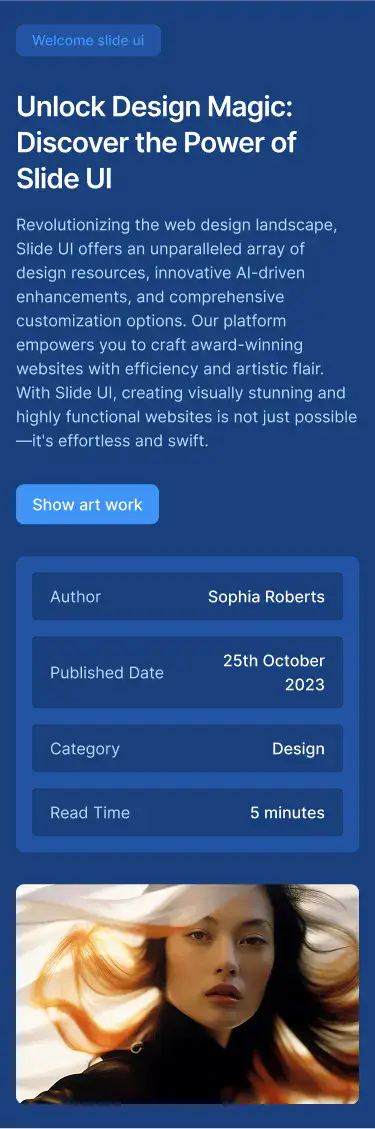 Welcome slide ui
Unlock Design Magic:
Discover the Power of
Slide UI
Revolutionizing the web design landscape,
Slide UI offers an unparalleled array of
design resources, innovative AI-driven
enhancements, and comprehensive
customization options. Our platform
empowers you to craft award-winning
websites with efficiency and artistic flair.
With Slide UI, creating visually stunning and
highly functional websites is not just possible
—it's effortless and swift.
Show art work
Author Sophia Roberts
Published Date 25th October
2023
Category Design
Read Time 5 minutes